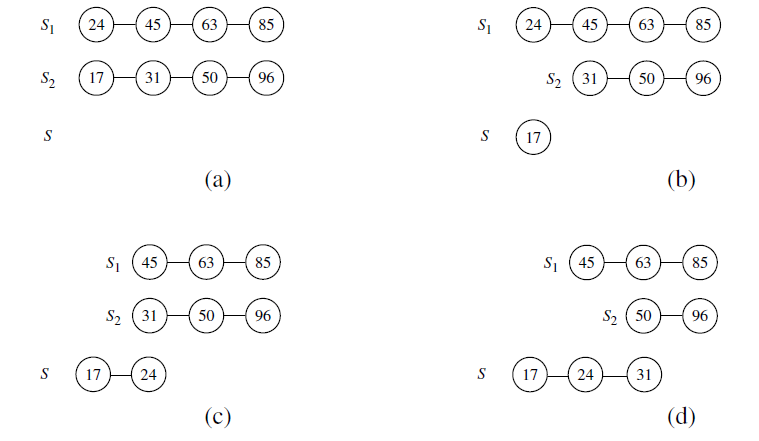 S1 24 45 63 85
S2 17 31 50 96
S
(a)
S1 24 45 63 85
S2 31 50 96
S 17
(b)
S1 45 63 85
S2 31 50 96
S 17 24
(c)
S1 45 63 85
S2 50 96
S 17 24 31
(d)